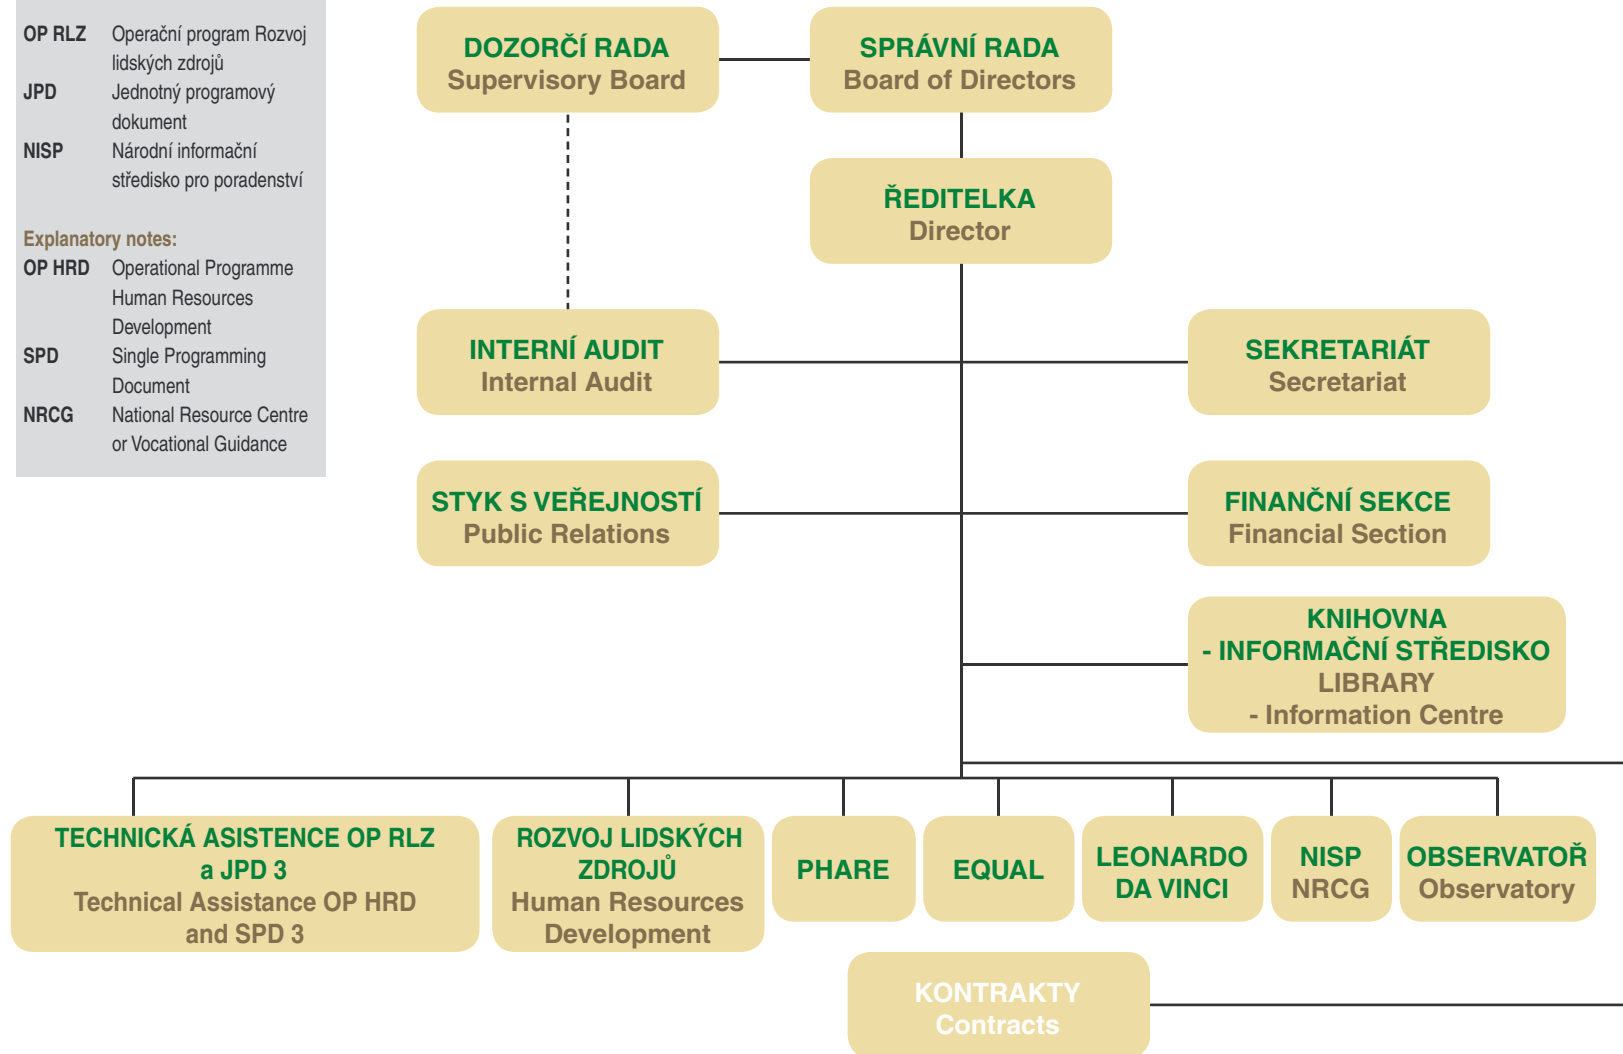 OP RLZ Operační program Rozvoj
lidských zdrojů
JPD Jednotný programový
dokument
NISP Národní informační
středisko pro poradenství
Explanatory notes:
OP HRD Operational Programme
Human Resources
Development
SPD Single Programming
Document
NRCG National Resource Centre
or Vocational Guidance
DOZORČÍ RADA
Supervisory Board
SPRÁVNÍ RADA
Board of Directors
ŘEDITELKA
Director
INTERNÍ AUDIT
Internal Audit
SEKRETARIÁT
Secretariat
STYK S VEŘEJNOSTÍ
Public Relations
FINANČNÍ SEKCE
Financial Section
KNIHOVNA
- INFORMAČNÍ STŘEDISKO
LIBRARY
- Information Centre
TECHNICKÁ ASISTENCE OP RLZ
a JPD 3
Technical Assistance OP HRD
and SPD 3
ROZVOJ LIDSKÝCH
ZDROJŮ
Human Resources
Development
PHARE
EQUAL
LEONARDO
DA VINCI
NISP
NRCG
OBSERVATOŘ
Observatory
KONTRAKTY
Contracts